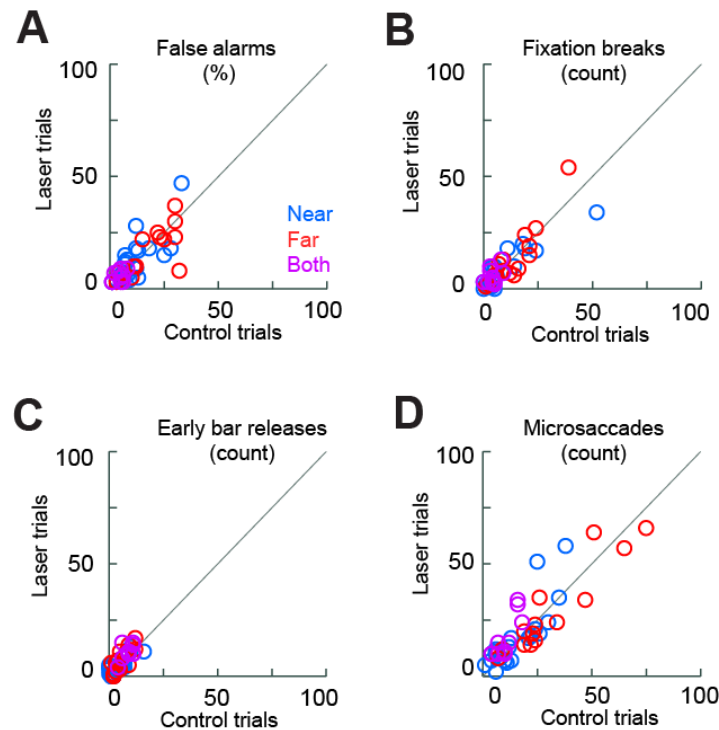 A
False alarms
(%)
100
50
0
Laser trials
Near
Far
Both
0
50
100
Control trials
B
Fixation breaks
(count)
100
50
0
Laser trials
0
50
100
Control trials
C
Early bar releases
(count)
100
50
0
Laser trials
0
50
100
Control trials
D
Microsaccades
(count)
100
50
0
Laser trials
0
50
100
Control trials